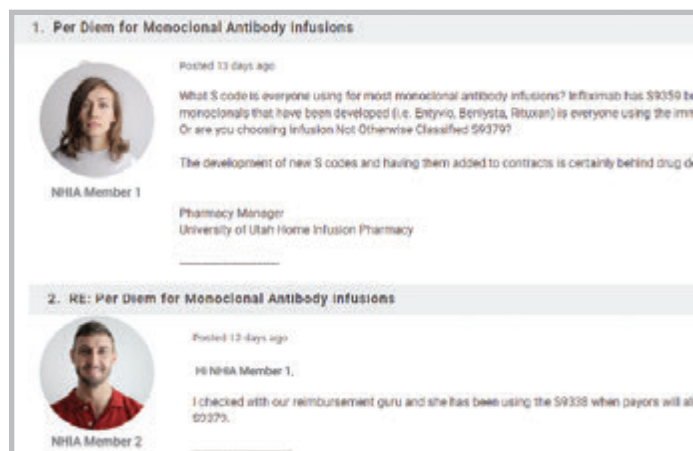 1. Per Diem for Monoclonal Antibody Infusions
Posted 13 days ago
What S code is everyone using for most monoclonal antibody infusions? Infliximab has S9359 be
monoclonals that have been developed (i.e. Entyvio, Benlysta, Rituxan) is everyone using the imm
Or are you choosing Infusion Not Otherwise Classified S9379?
The development of new S codes and having them added to contracts is certainly behind drug de
NHIA Member 1
Pharmacy Manager
University of Utah Home Infusion Pharmacy
2. RE: Per Diem for Monoclonal Antibody Infusions
Posted 12 days ago
Hi NHIA Member 1,
I checked with our reimbursement guru and she has been using the S9338 when payors will all
S9379.
NHIA Member 2